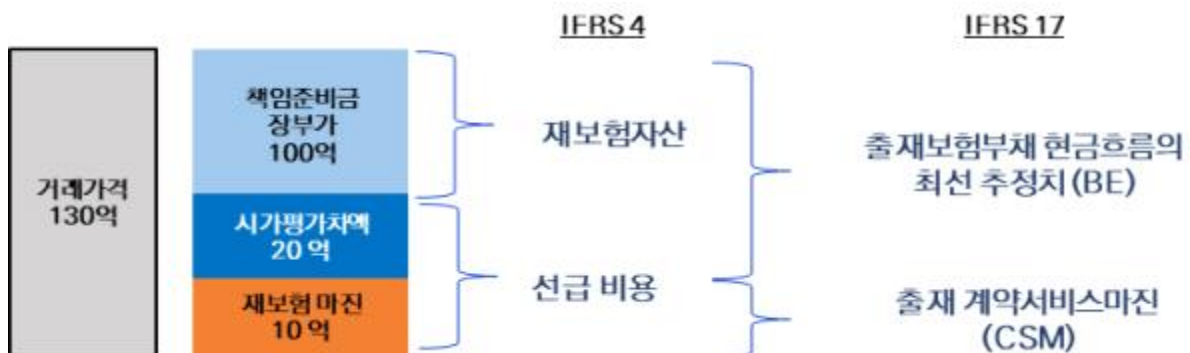 IFRS 4
IFRS 17
거래가격
130억
책임준비금
장부가
100억
시가평가차액
20 억
재보험 마진
10 억
재보험자산
선급 비용
출재보험부채 현금흐름의
최선 추정치 (BE)
출재 계약서비스마진
(CSM)